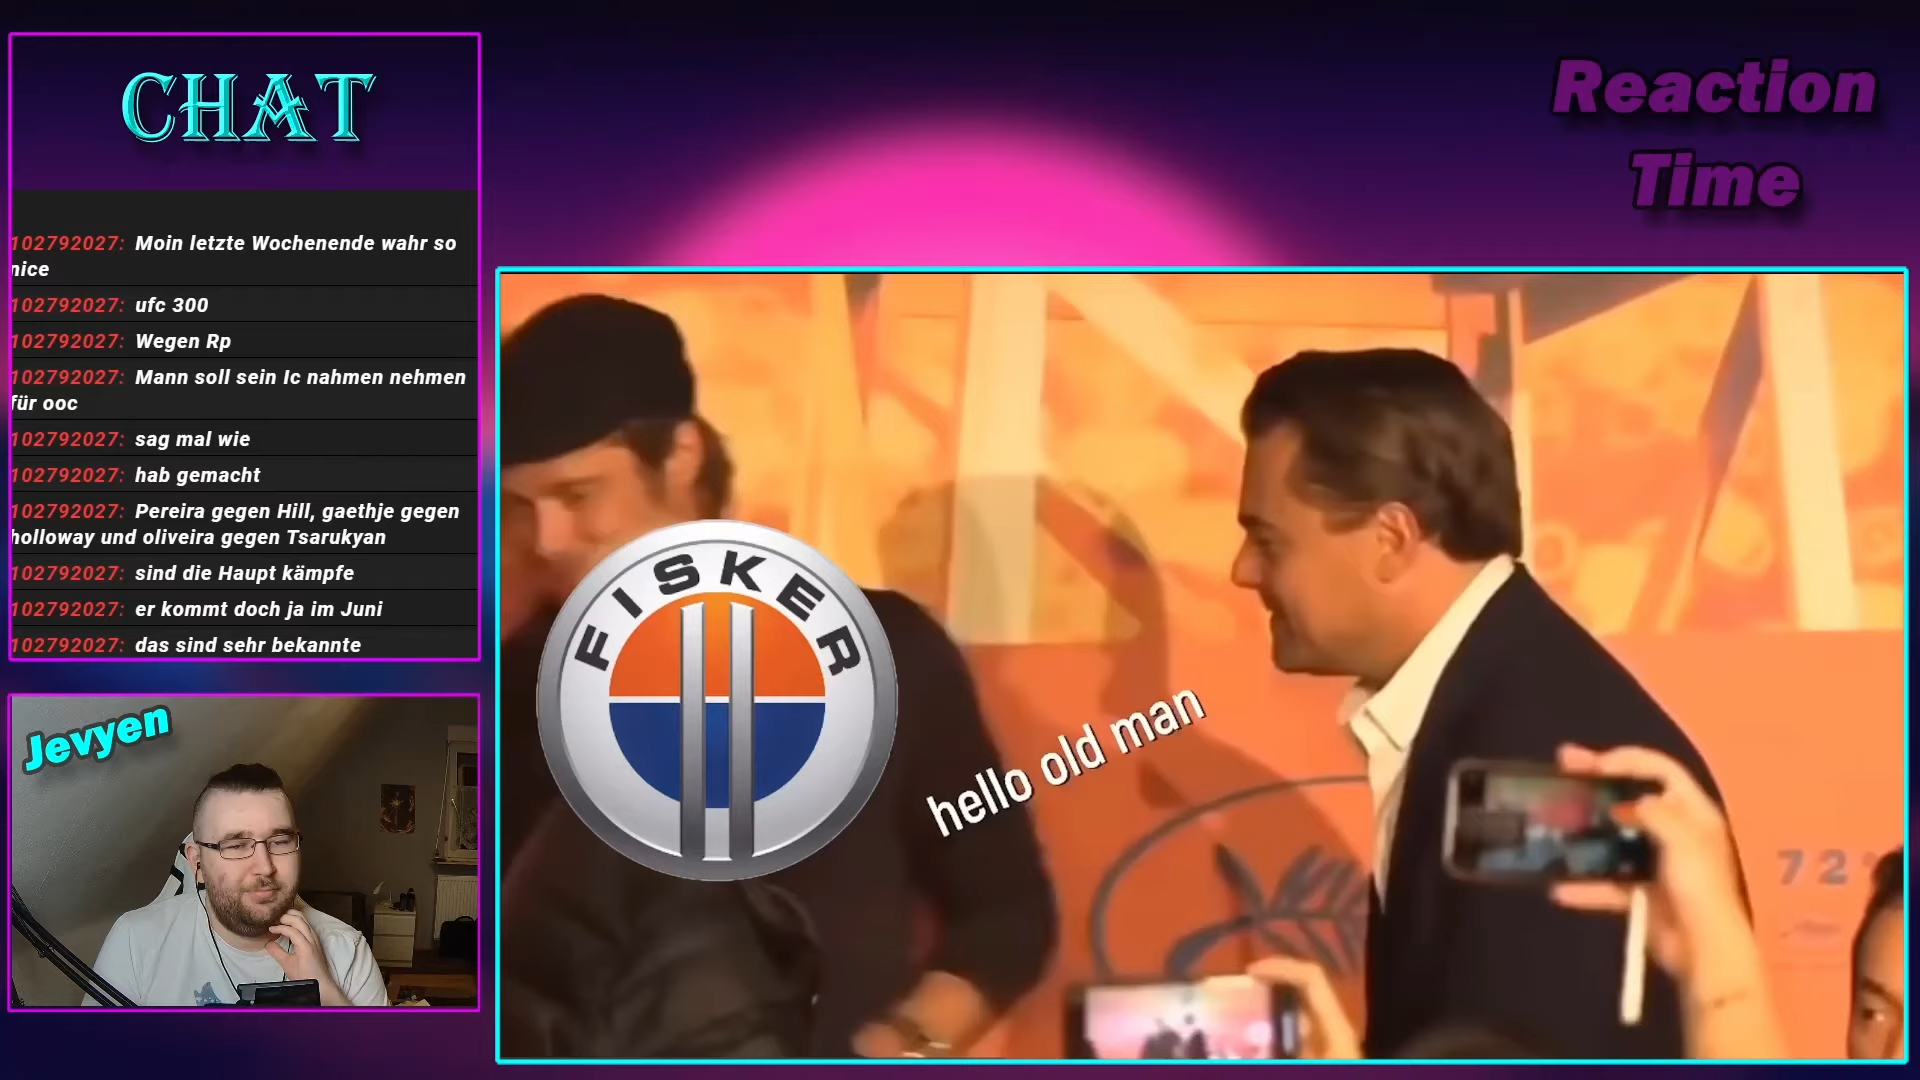 CHAT
Reaction
Time
102792027: Moin letzte Wochenende wahr so
nice
102792027: ufc 300
102792027: Wegen Rp
102792027: Mann soll sein Ic nahmen nehmen
für ooc
102792027: sag mal wie
102792027: hab gemacht
102792027: Pereira gegen Hill, gaethje gegen
holloway und oliveira gegen Tsarukyan
102792027: sind die Haupt kämpfe
102792027: er kommt doch ja im Juni
102792027: das sind sehr bekannte
Jevyen
FISKER
hello old man
72